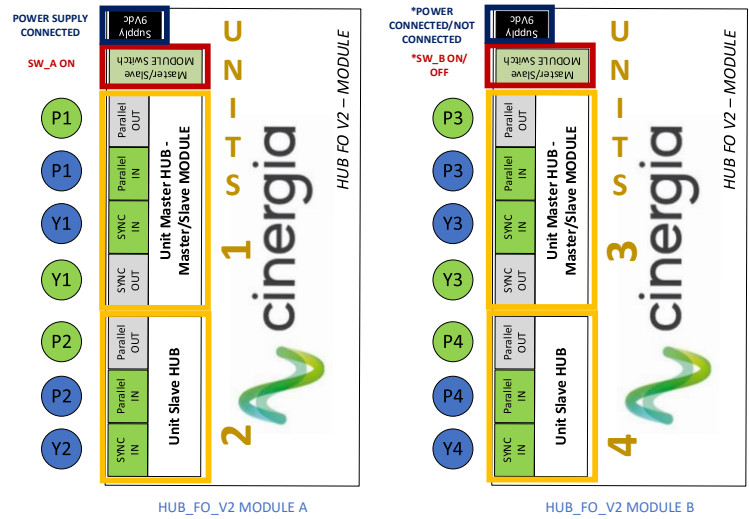 POWER SUPPLY
CONNECTED
SW_A ON
Supply
9Vdc
Master/Slave
MODULE Switch
P1
P1
Y1
Y1
P2
P2
Y2
Parallel
OUT
Parallel
IN
SYNC
IN
SYNC
OUT
Unit Master HUB -
Master/Slave MODULE
Parallel
OUT
Parallel
IN
SYNC
IN
Unit Slave HUB
UNITS
1
2
cinergia
HUB FO V2 – MODULE
HUB_FO_V2 MODULE A
*POWER
CONNECTED/NOT
CONNECTED
*SW_B ON/
OFF
Supply
9Vdc
Master/Slave
MODULE Switch
P3
P3
Y3
Y3
P4
P4
Y4
Parallel
OUT
Parallel
IN
SYNC
IN
SYNC
OUT
Unit Master HUB -
Master/Slave MODULE
Parallel
OUT
Parallel
IN
SYNC
IN
Unit Slave HUB
UNITS
3
4
cinergia
HUB FO V2 – MODULE
HUB_FO_V2 MODULE B